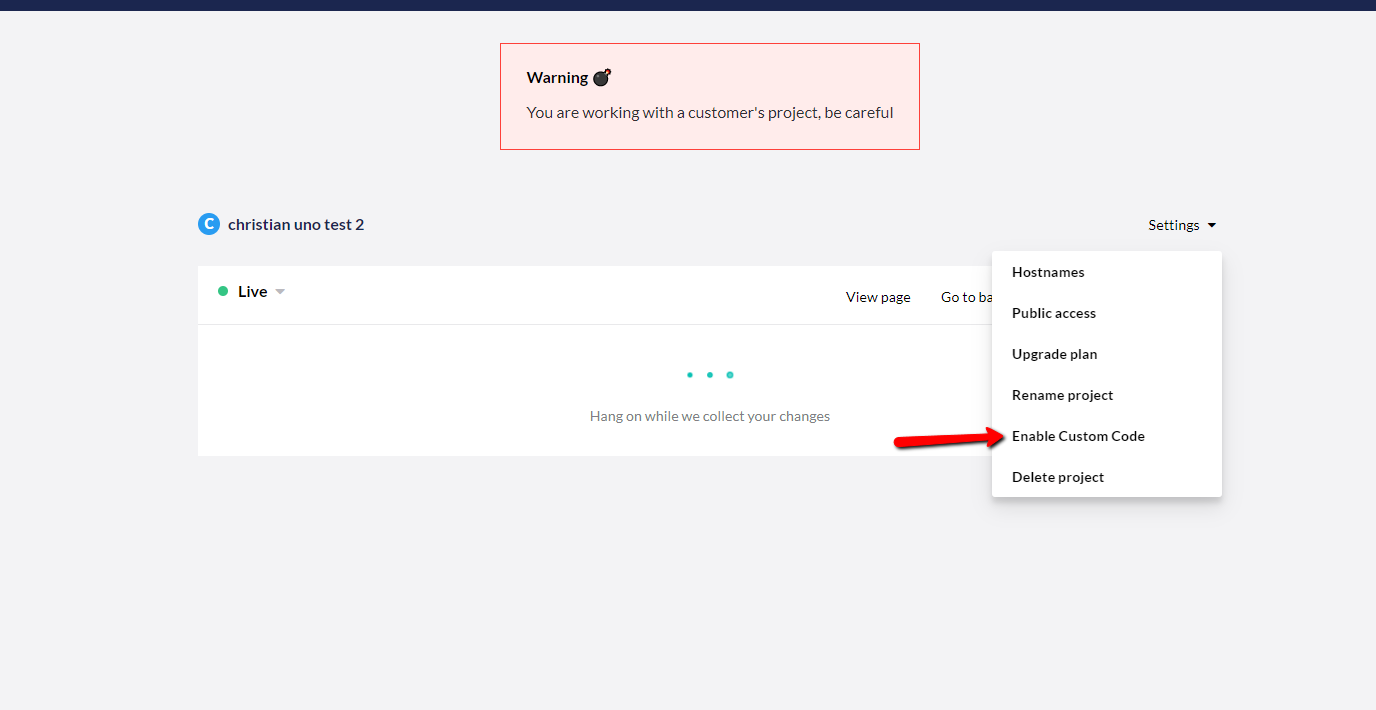 Warning 💣
You are working with a customer's project, be careful
C christian uno test 2
Settings
Live
View page
Go to ba
Hang on while we collect your changes
Hostnames
Public access
Upgrade plan
Rename project
Enable Custom Code
Delete project